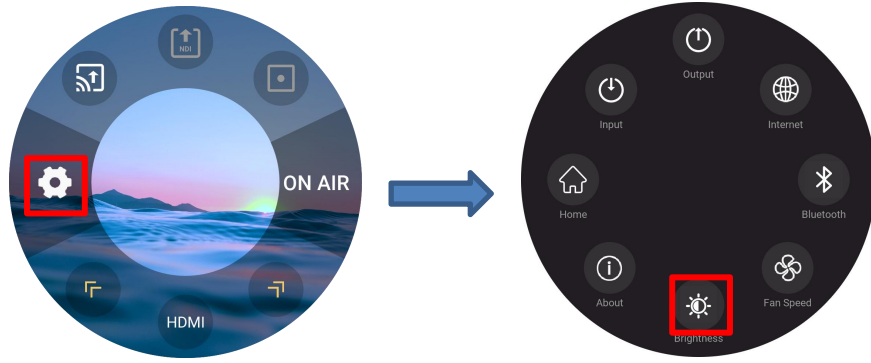 NDI
ON AIR
HDMI
Output
Input
Internet
Home
Bluetooth
About
Fan Speed
Brightness